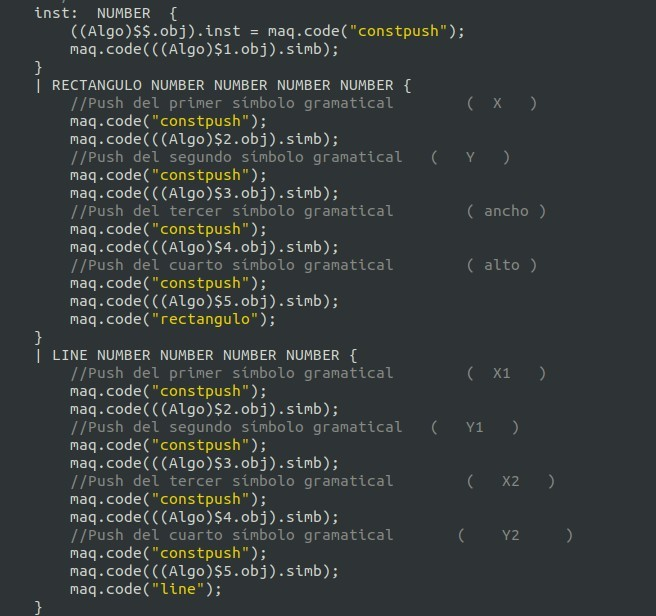 inst:  NUMBER  {
    ((Algo)$$.obj).inst = maq.code("constpush");
    maq.code(((Algo)$1.obj).simb);
}
| RECTANGULO NUMBER NUMBER NUMBER NUMBER {
    //Push del primer símbolo gramatical        (  X   )
    maq.code("constpush");
    maq.code(((Algo)$2.obj).simb);
    //Push del segundo símbolo gramatical   (   Y   )
    maq.code("constpush");
    maq.code(((Algo)$3.obj).simb);
    //Push del tercer símbolo gramatical        ( ancho )
    maq.code("constpush");
    maq.code(((Algo)$4.obj).simb);
    //Push del cuarto símbolo gramatical        ( alto )
    maq.code("constpush");
    maq.code(((Algo)$5.obj).simb);
    maq.code("rectangulo");
}
| LINE NUMBER NUMBER NUMBER NUMBER {
    //Push del primer símbolo gramatical        (  X1   )
    maq.code("constpush");
    maq.code(((Algo)$2.obj).simb);
    //Push del segundo símbolo gramatical   (   Y1   )
    maq.code("constpush");
    maq.code(((Algo)$3.obj).simb);
    //Push del tercer símbolo gramatical        (   X2   )
    maq.code("constpush");
    maq.code(((Algo)$4.obj).simb);
    //Push del cuarto símbolo gramatical       (    Y2     )
    maq.code("constpush");
    maq.code(((Algo)$5.obj).simb);
    maq.code("line");
}